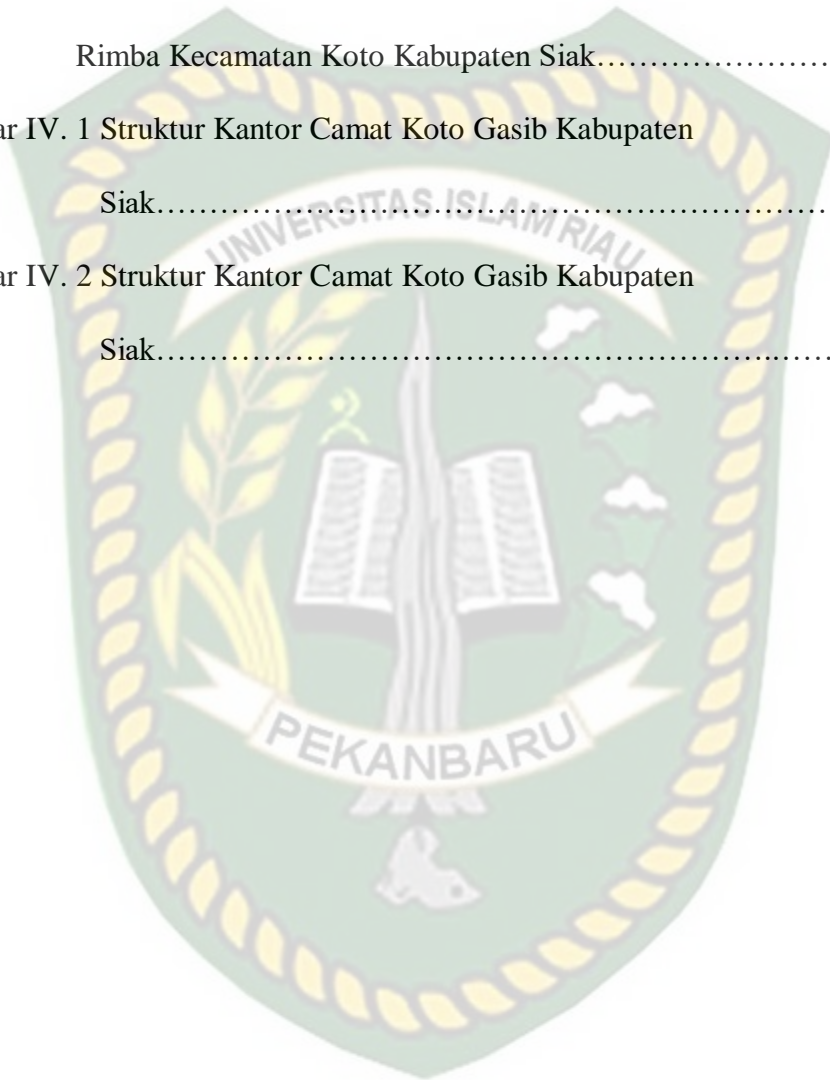 Rimba Kecamatan Koto Kabupaten Siak…………………
ar IV. 1 Struktur Kantor Camat Koto Gasib Kabupaten
Siak………………………………………………………
UNIVERSITAS ISLAM RIAU
ar IV. 2 Struktur Kantor Camat Koto Gasib Kabupaten
Siak…………………………………………………..……
PEKANBARU